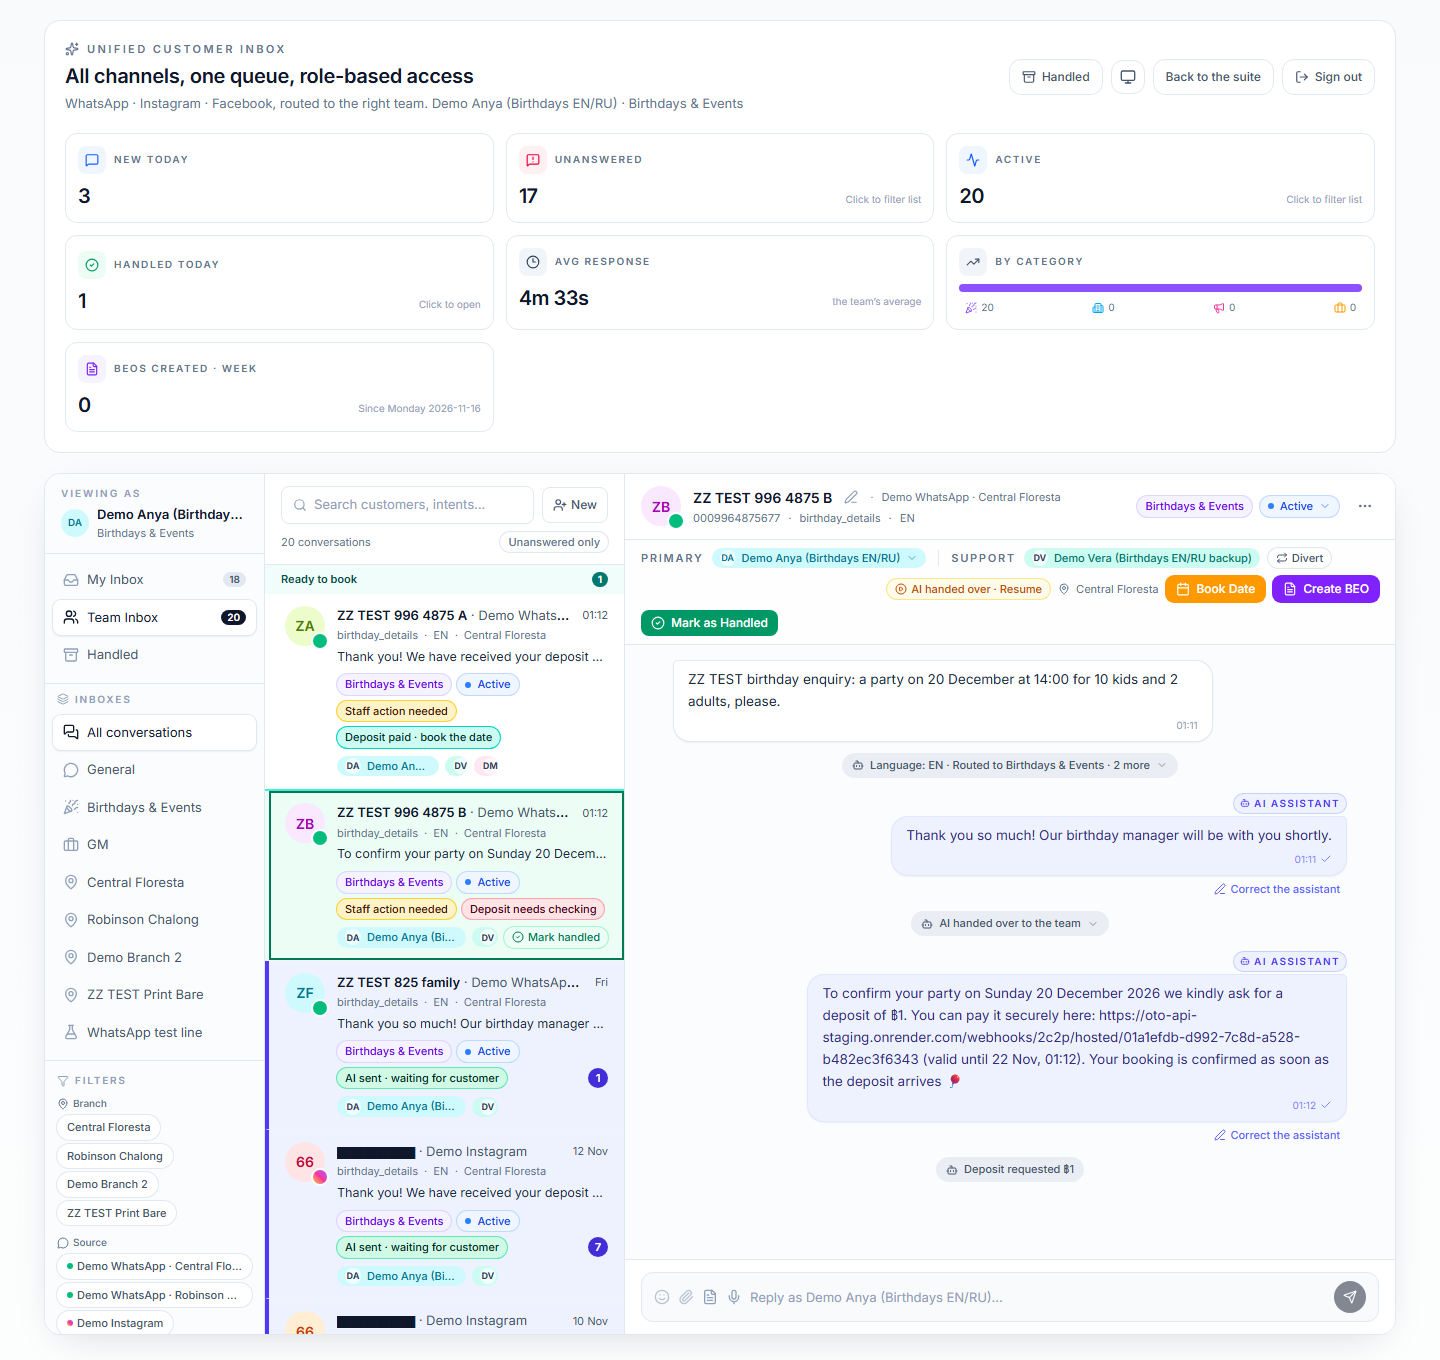 UNIFIED CUSTOMER INBOX
All channels, one queue, role-based access
WhatsApp · Instagram · Facebook, routed to the right team. Demo Anya (Birthdays EN/RU) · Birthdays & Events
Handled
Back to the suite
Sign out
NEW TODAY
3
UNANSWERED
17
Click to filter list
ACTIVE
20
Click to filter list
HANDLED TODAY
1
Click to open
AVG RESPONSE
4m 33s
the team's average
BY CATEGORY
20
0
0
0
BEOS CREATED · WEEK
0
Since Monday 2026-11-16
VIEWING AS
DA
Demo Anya (Birthday...
Birthdays & Events
My Inbox
18
Team Inbox
20
Handled
INBOXES
All conversations
General
Birthdays & Events
GM
Central Floresta
Robinson Chalong
Demo Branch 2
ZZ TEST Print Bare
WhatsApp test line
FILTERS
Branch
Central Floresta
Robinson Chalong
Demo Branch 2
ZZ TEST Print Bare
Source
Demo WhatsApp · Central Flo...
Demo WhatsApp · Robinson ...
Demo Instagram
Search customers, intents...
New
20 conversations
Unanswered only
Ready to book
1
ZA
ZZ TEST 996 4875 A · Demo Whats...
01:12
birthday_details · EN · Central Floresta
Thank you! We have received your deposit ...
Birthdays & Events
Active
Staff action needed
Deposit paid · book the date
DA
Demo An...
DV
DM
ZB
ZZ TEST 996 4875 B · Demo Whats...
01:12
birthday_details · EN · Central Floresta
To confirm your party on Sunday 20 Decem...
Birthdays & Events
Active
Staff action needed
Deposit needs checking
DA
Demo Anya (Bi...
DV
Mark handled
ZF
ZZ TEST 825 family · Demo WhatsAp...
Fri
birthday_details · EN · Central Floresta
Thank you so much! Our birthday manager ...
Birthdays & Events
Active
AI sent · waiting for customer
1
DA
Demo Anya (Bi...
DV
66
· Demo Instagram
12 Nov
birthday_details · EN · Central Floresta
Thank you! We have received your deposit ...
Birthdays & Events
Active
AI sent · waiting for customer
7
DA
Demo Anya (Bi...
DV
66
· Demo Instagram
10 Nov
ZB
ZZ TEST 996 4875 B
· Demo WhatsApp · Central Floresta
0009964875677 · birthday_details · EN
Birthdays & Events
Active
PRIMARY
DA
Demo Anya (Birthdays EN/RU)
SUPPORT
DV
Demo Vera (Birthdays EN/RU backup)
Divert
AI handed over · Resume
Central Floresta
Book Date
Create BEO
Mark as Handled
ZZ TEST birthday enquiry: a party on 20 December at 14:00 for 10 kids and 2
adults, please.
01:11
Language: EN · Routed to Birthdays & Events · 2 more
AI ASSISTANT
Thank you so much! Our birthday manager will be with you shortly.
01:11
Correct the assistant
AI handed over to the team
AI ASSISTANT
To confirm your party on Sunday 20 December 2026 we kindly ask for a
deposit of ฿1. You can pay it securely here: https://oto-api-
staging.onrender.com/webhooks/2c2p/hosted/01a1efdb-d992-7c8d-a528-
b482ec3f6343 (valid until 22 Nov, 01:12). Your booking is confirmed as soon as
the deposit arrives 🎈
01:12
Correct the assistant
Deposit requested ฿1
Reply as Demo Anya (Birthdays EN/RU)...